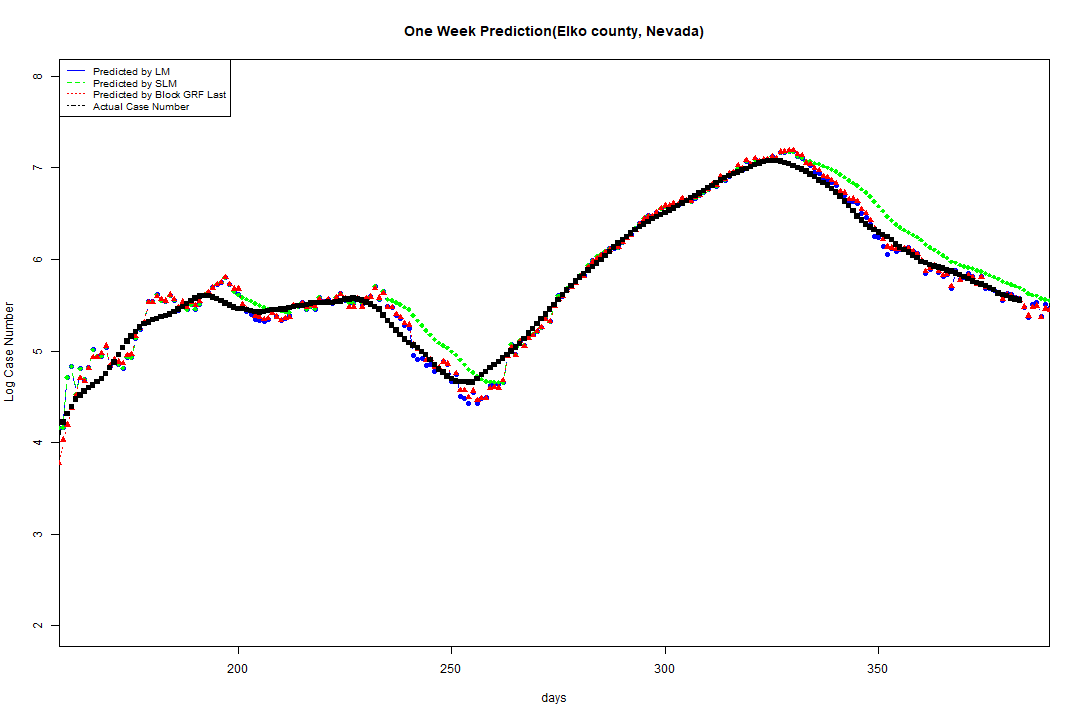 One Week Prediction(Elko county, Nevada)
Predicted by LM
Predicted by SLM
Predicted by Block GRF Last
Actual Case Number
8
7
6
5
4
3
2
Log Case Number
200 250 300 350
days